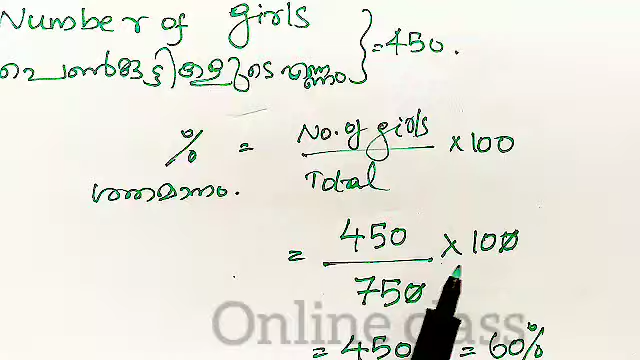 Number of girls
പെൺകുട്ടികളുടെ എണ്ണം } = 450.
% = No. of girls / Total × 100
ശതമാനം.
= 450 / 750 × 100
Online class
= 450 = 60%